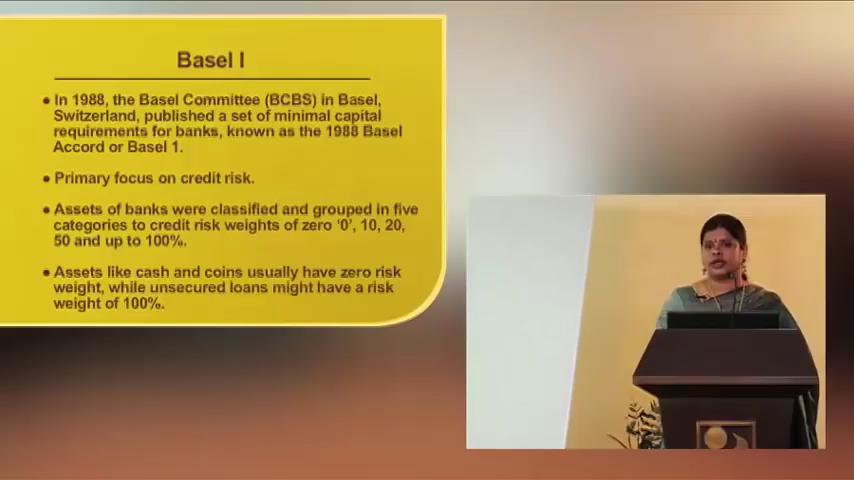 Basel I
• In 1988, the Basel Committee (BCBS) in Basel,
Switzerland, published a set of minimal capital
requirements for banks, known as the 1988 Basel
Accord or Basel 1.
• Primary focus on credit risk.
• Assets of banks were classified and grouped in five
categories to credit risk weights of zero ‘0’, 10, 20,
50 and up to 100%.
• Assets like cash and coins usually have zero risk
weight, while unsecured loans might have a risk
weight of 100%.